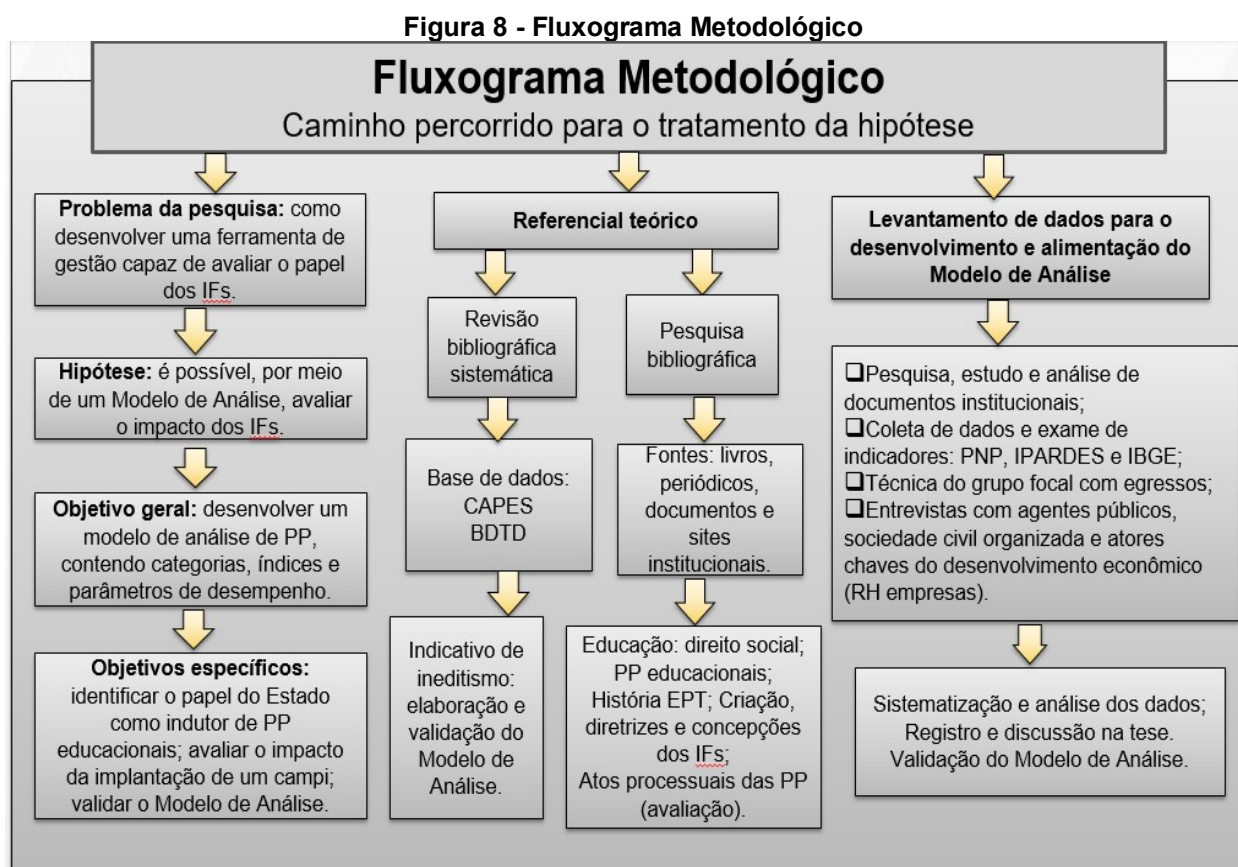 Figura 8 - Fluxograma Metodológico
Fluxograma Metodológico
Caminho percorrido para o tratamento da hipótese
Problema da pesquisa: como
desenvolver uma ferramenta de
gestão capaz de avaliar o papel
dos IFs.
Hipótese: é possível, por meio
de um Modelo de Análise, avaliar
o impacto dos IFs.
Objetivo geral: desenvolver um
modelo de análise de PP,
contendo categorias, índices e
parâmetros de desempenho.
Objetivos específicos:
identificar o papel do Estado
como indutor de PP
educacionais; avaliar o impacto
da implantação de um campi;
validar o Modelo de Análise.
Referencial teórico
Revisão
bibliográfica
sistemática
Base de dados:
CAPES
BDTD
Indicativo de
ineditismo:
elaboração e
validação do
Modelo de
Análise.
Pesquisa
bibliográfica
Fontes: livros,
periódicos,
documentos e
sites
institucionais.
Educação: direito social;
PP educacionais;
História EPT; Criação,
diretrizes e concepções
dos IFs;
Atos processuais das PP
(avaliação).
Levantamento de dados para o
desenvolvimento e alimentação do
Modelo de Análise
❑Pesquisa, estudo e análise de
documentos institucionais;
❑Coleta de dados e exame de
indicadores: PNP, IPARDES e IBGE;
❑Técnica do grupo focal com egressos;
❑Entrevistas com agentes públicos,
sociedade civil organizada e atores
chaves do desenvolvimento econômico
(RH empresas).
Sistematização e análise dos dados;
Registro e discussão na tese.
Validação do Modelo de Análise.